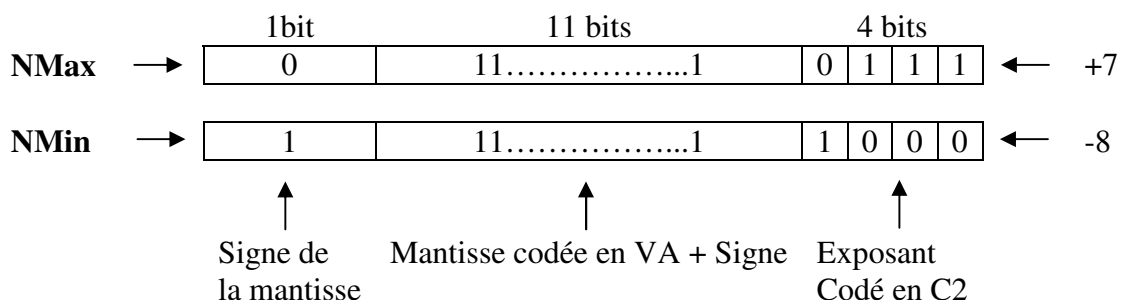 1bit 11 bits 4 bits
NMax 0 11……………...1 0 1 1 1 +7
NMin 1 11……………...1 1 0 0 0 -8
Signe de Mantisse codée en VA + Signe Exposant
la mantisse Codé en C2